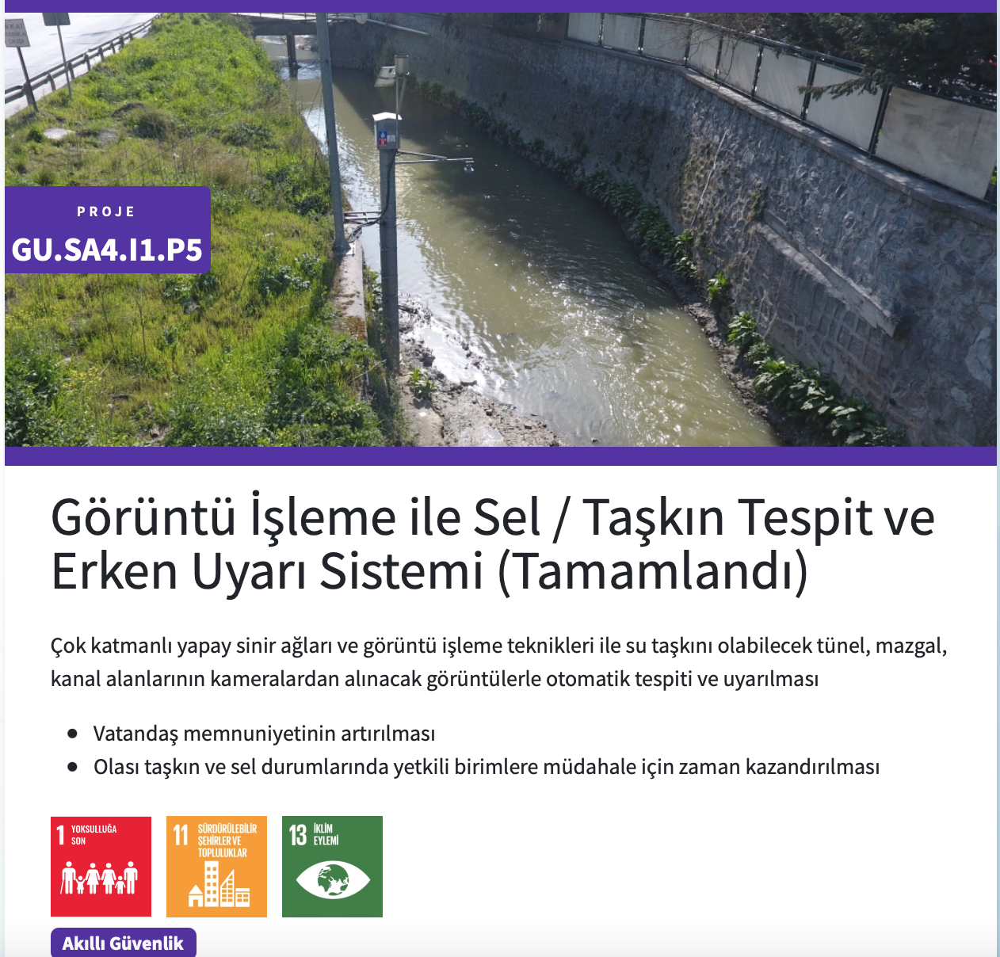 PROJE
GU.SA4.I1.P5
Görüntü İşleme ile Sel / Taşkın Tespit ve
Erken Uyarı Sistemi (Tamamlandı)
Çok katmanlı yapay sinir ağları ve görüntü işleme teknikleri ile su taşkını olabilecek tünel, mazgal,
kanal alanlarının kameralardan alınacak görüntülerle otomatik tespiti ve uyarılması
Vatandaş memnuniyetinin artırılması
Olası taşkın ve sel durumlarında yetkili birimlere müdahale için zaman kazandırılması
1 YOKSULLUĞA
SON
11 SÜRDÜRÜLEBİLİR
ŞEHİRLER VE
TOPLULUKLAR
13 İKLİM
EYLEMİ
Akıllı Güvenlik